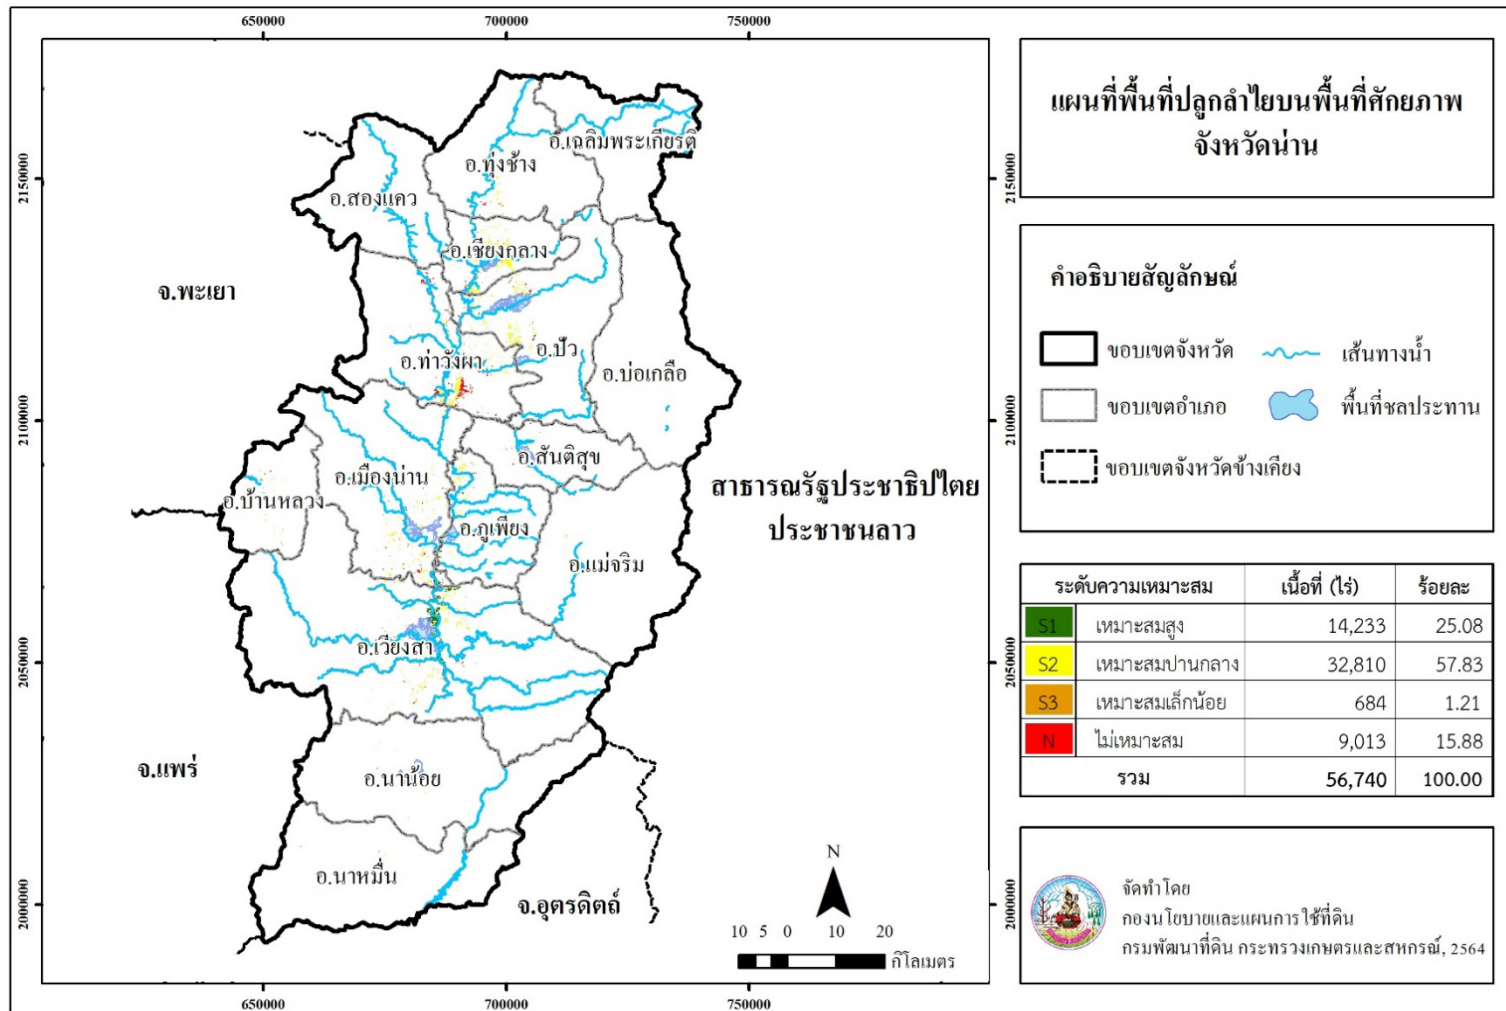 650000 700000 750000
แผนที่พื้นที่ปลูกลำไยบนพื้นที่ศักยภาพ
จังหวัดน่าน
อ.เฉลิมพระเกียรติ
อ.ทุ่งช้าง
2150000 2150000
อ.สองแคว
อ.เชียงกลาง
จ.พะเยา
อ.ปัว
อ.ท่าวังผา
อ.บ่อเกลือ
2100000 2100000
อ.สันติสุข
อ.เมืองน่าน
อ.บ้านหลวง
สาธารณรัฐประชาธิปไตย
ประชาชนลาว
อ.ภูเพียง
อ.แม่จริม
อ.เวียงสา
2050000 2050000
จ.แพร่
อ.นาน้อย
อ.นาหมื่น
จ.อุตรดิตถ์
2000000 2000000
N
10 5 0 10 20
กิโลเมตร
650000 700000 750000
คำอธิบายสัญลักษณ์
ขอบเขตจังหวัด เส้นทางน้ำ
ขอบเขตอำเภอ พื้นที่ชลประทาน
ขอบเขตจังหวัดข้างเคียง
ระดับความเหมาะสม เนื้อที่ (ไร่) ร้อยละ
S1 เหมาะสมสูง 14,233 25.08
S2 เหมาะสมปานกลาง 32,810 57.83
S3 เหมาะสมเล็กน้อย 684 1.21
N ไม่เหมาะสม 9,013 15.88
รวม 56,740 100.00
จัดทำโดย
กองนโยบายและแผนการใช้ที่ดิน
กรมพัฒนาที่ดิน กระทรวงเกษตรและสหกรณ์, 2564